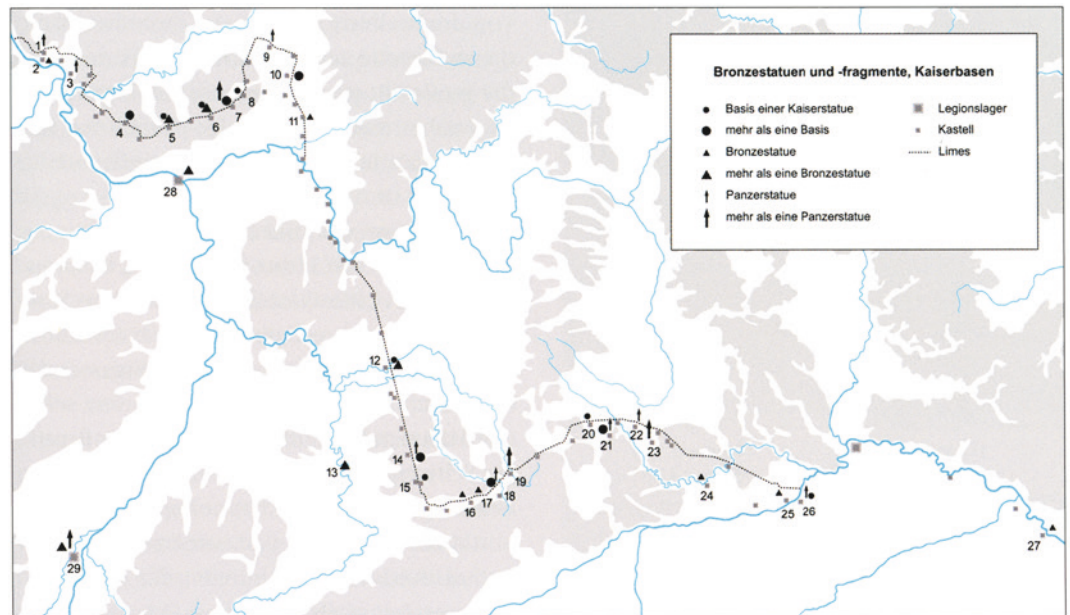 Bronzestatuen und -fragmente, Kaiserbasen
Basis einer Kaiserstatue
Legionslager
mehr als eine Basis
Kastell
Bronzestatue
Limes
mehr als eine Bronzestatue
Panzerstatue
mehr als eine Panzerstatue
1
2
3
4
5
6
7
8
9
10
11
28
12
13
14
15
16
17
18
19
20
21
22
23
24
25
26
27
29